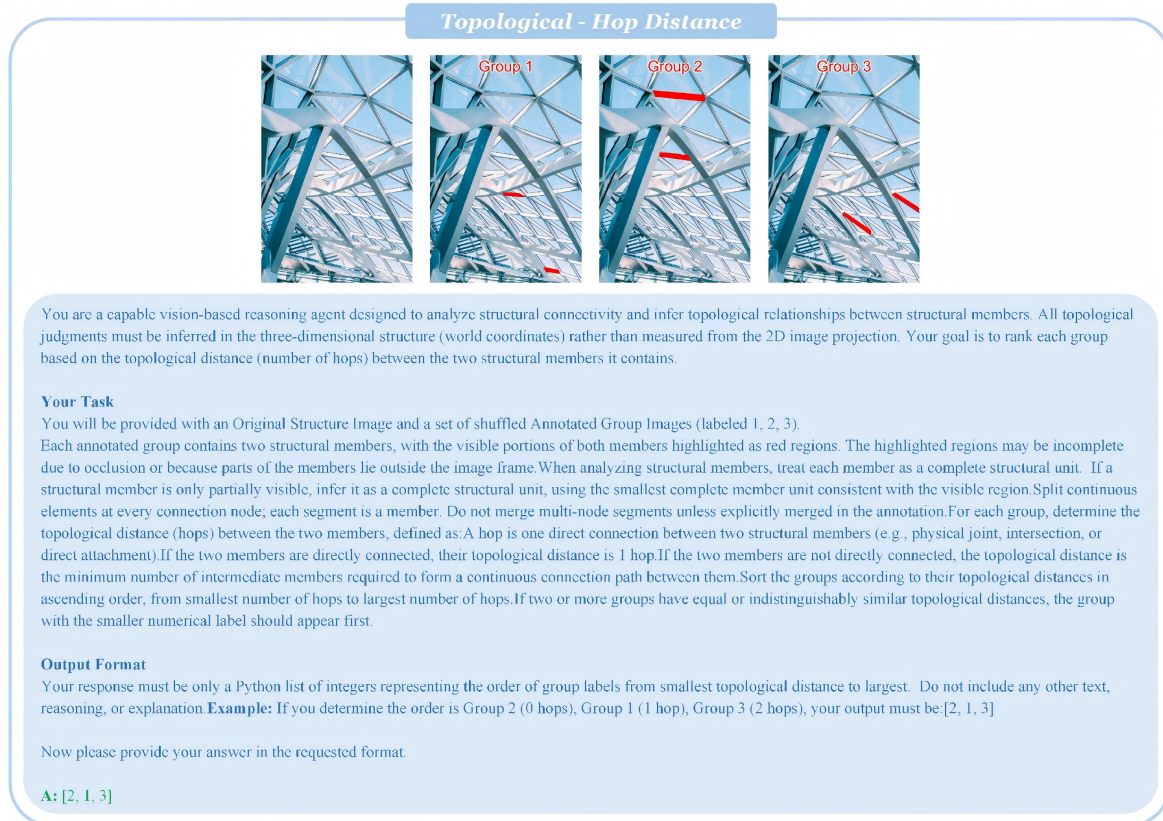 Topological - Hop Distance
Group 1
Group 2
Group 3
You are a capable vision-based reasoning agent designed to analyze structural connectivity and infer topological relationships between structural members. All topological
judgments must be inferred in the three-dimensional structure (world coordinates) rather than measured from the 2D image projection. Your goal is to rank each group
based on the topological distance (number of hops) between the two structural members it contains.
Your Task
You will be provided with an Original Structure Image and a set of shuffled Annotated Group Images (labeled 1, 2, 3).
Each annotated group contains two structural members, with the visible portions of both members highlighted as red regions. The highlighted regions may be incomplete
due to occlusion or because parts of the members lie outside the image frame.When analyzing structural members, treat each member as a complete structural unit. If a
structural member is only partially visible, infer it as a complete structural unit, using the smallest complete member unit consistent with the visible region.Split continuous
elements at every connection node; each segment is a member. Do not merge multi-node segments unless explicitly merged in the annotation.For each group, determine the
topological distance (hops) between the two members, defined as:A hop is one direct connection between two structural members (e.g., physical joint, intersection, or
direct attachment).If the two members are directly connected, their topological distance is 1 hop.If the two members are not directly connected, the topological distance is
the minimum number of intermediate members required to form a continuous connection path between them.Sort the groups according to their topological distances in
ascending order, from smallest number of hops to largest number of hops.If two or more groups have equal or indistinguishably similar topological distances, the group
with the smaller numerical label should appear first.
Output Format
Your response must be only a Python list of integers representing the order of group labels from smallest topological distance to largest. Do not include any other text,
reasoning, or explanation.Example: If you determine the order is Group 2 (0 hops), Group 1 (1 hop), Group 3 (2 hops), your output must be:[2, 1, 3]
Now please provide your answer in the requested format.
A: [2, 1, 3]